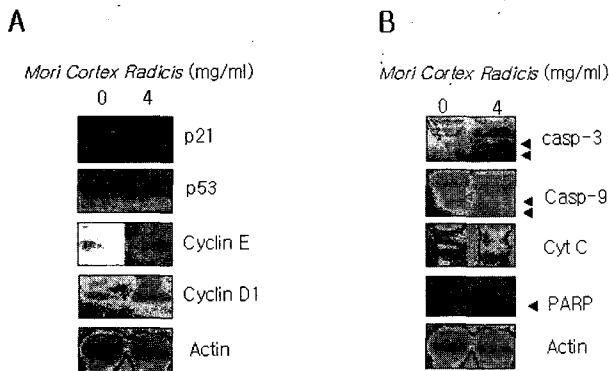 A
Mori Cortex Radicis (mg/ml)
0 4
p21
p53
Cyclin E
Cyclin D1
Actin
B
Mori Cortex Radicis (mg/ml)
0 4
casp-3
Casp-9
Cyt C
PARP
Actin